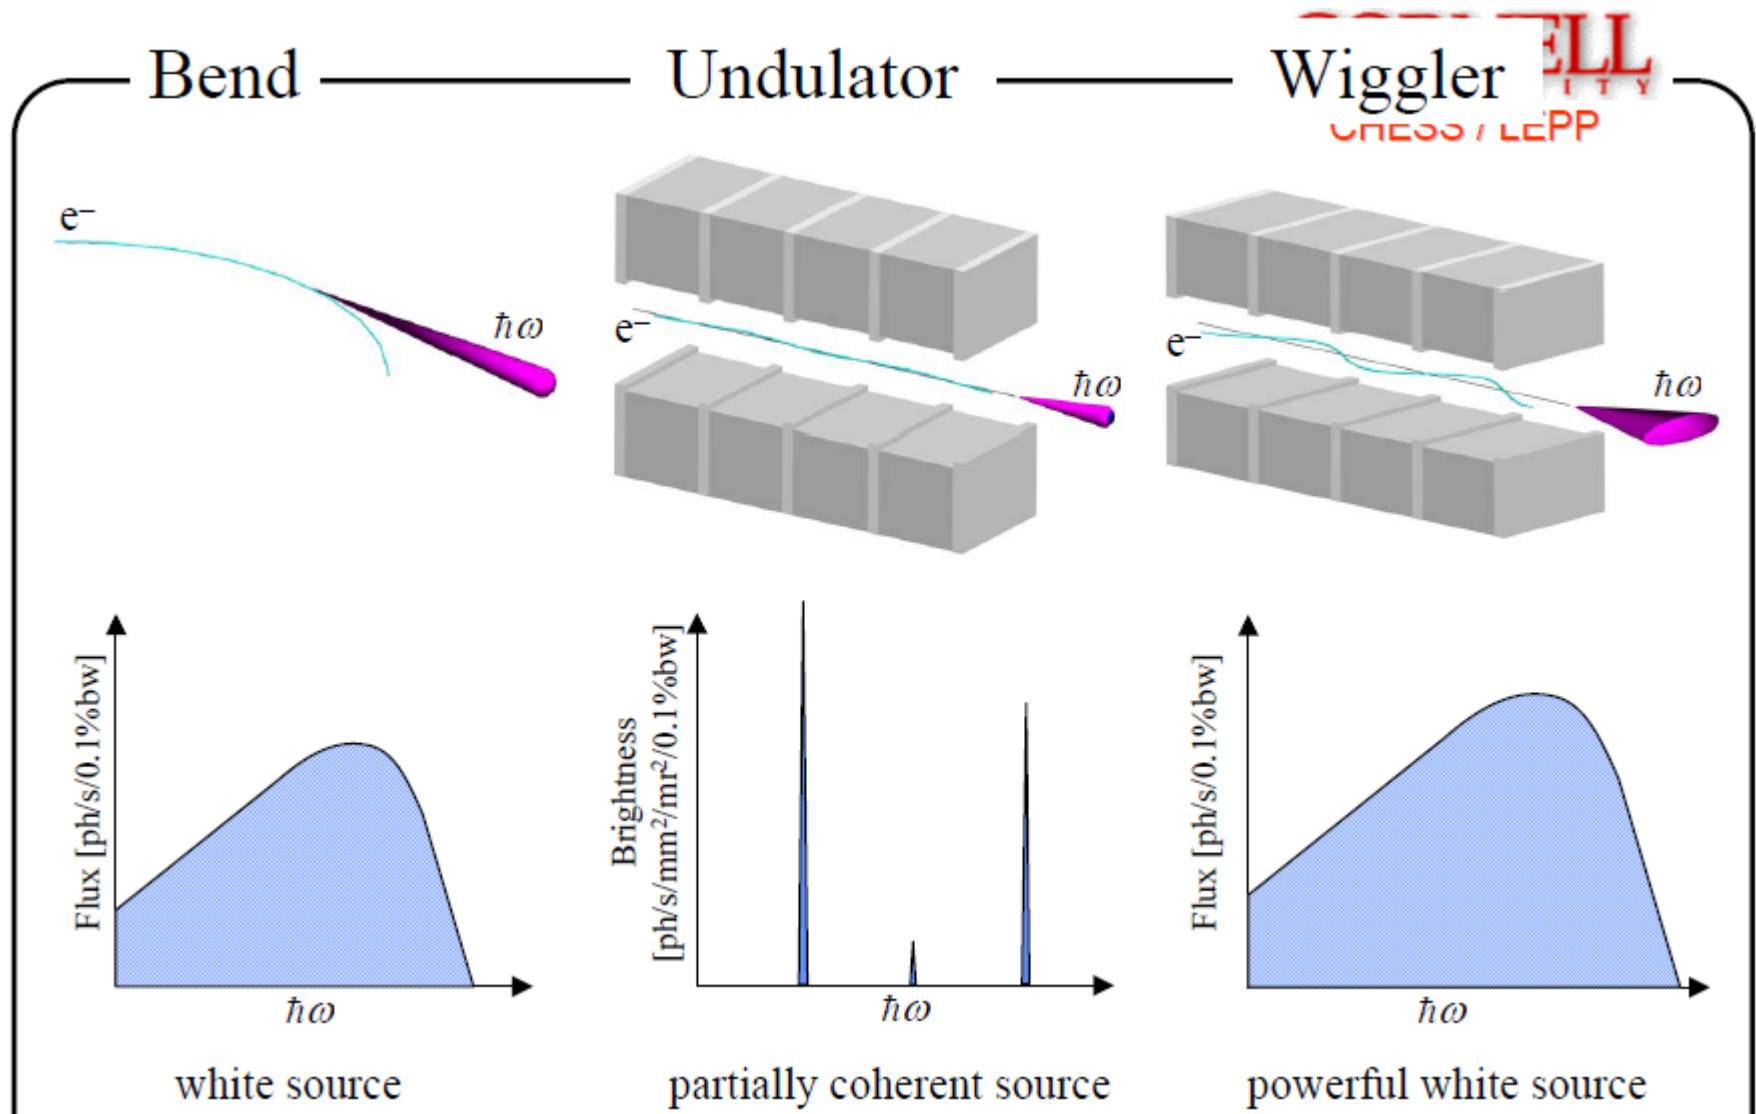 Bend
Undulator
Wiggler
ELL
I T Y
CHESS / LEPP
e⁻
ħω
e⁻
ħω
e⁻
ħω
Flux [ph/s/0.1%bw]
ħω
Brightness
[ph/s/mm²/mr²/0.1%bw]
ħω
Flux [ph/s/0.1%bw]
ħω
white source
partially coherent source
powerful white source